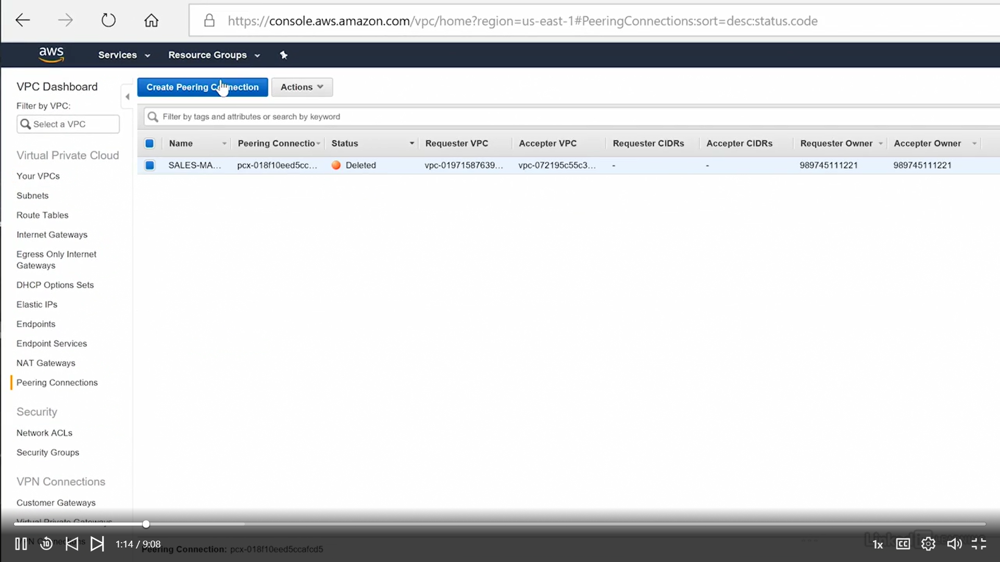 https://console.aws.amazon.com/vpc/home?region=us-east-1#PeeringConnections:sort=desc:status.code
aws Services Resource Groups
VPC Dashboard
Filter by VPC:
Select a VPC
Virtual Private Cloud
Your VPCs
Subnets
Route Tables
Internet Gateways
Egress Only Internet
Gateways
DHCP Options Sets
Elastic IPs
Endpoints
Endpoint Services
NAT Gateways
Peering Connections
Security
Network ACLs
Security Groups
VPN Connections
Customer Gateways
Virtual Private Gateways
VPN Connections
Create Peering Connection Actions
Filter by tags and attributes or search by keyword
Name Peering Connectio Status Requester VPC Accepter VPC Requester CIDRs Accepter CIDRs Requester Owner Accepter Owner
SALES-MA... pcx-018f10eed5cc... Deleted vpc-01971587639... vpc-072195c55c3... - - 989745111221 989745111221
Peering Connection: pcx-018f10eed5ccafcd5
10 1:14 / 9:08 1x CC
LinkedIn LEARNING